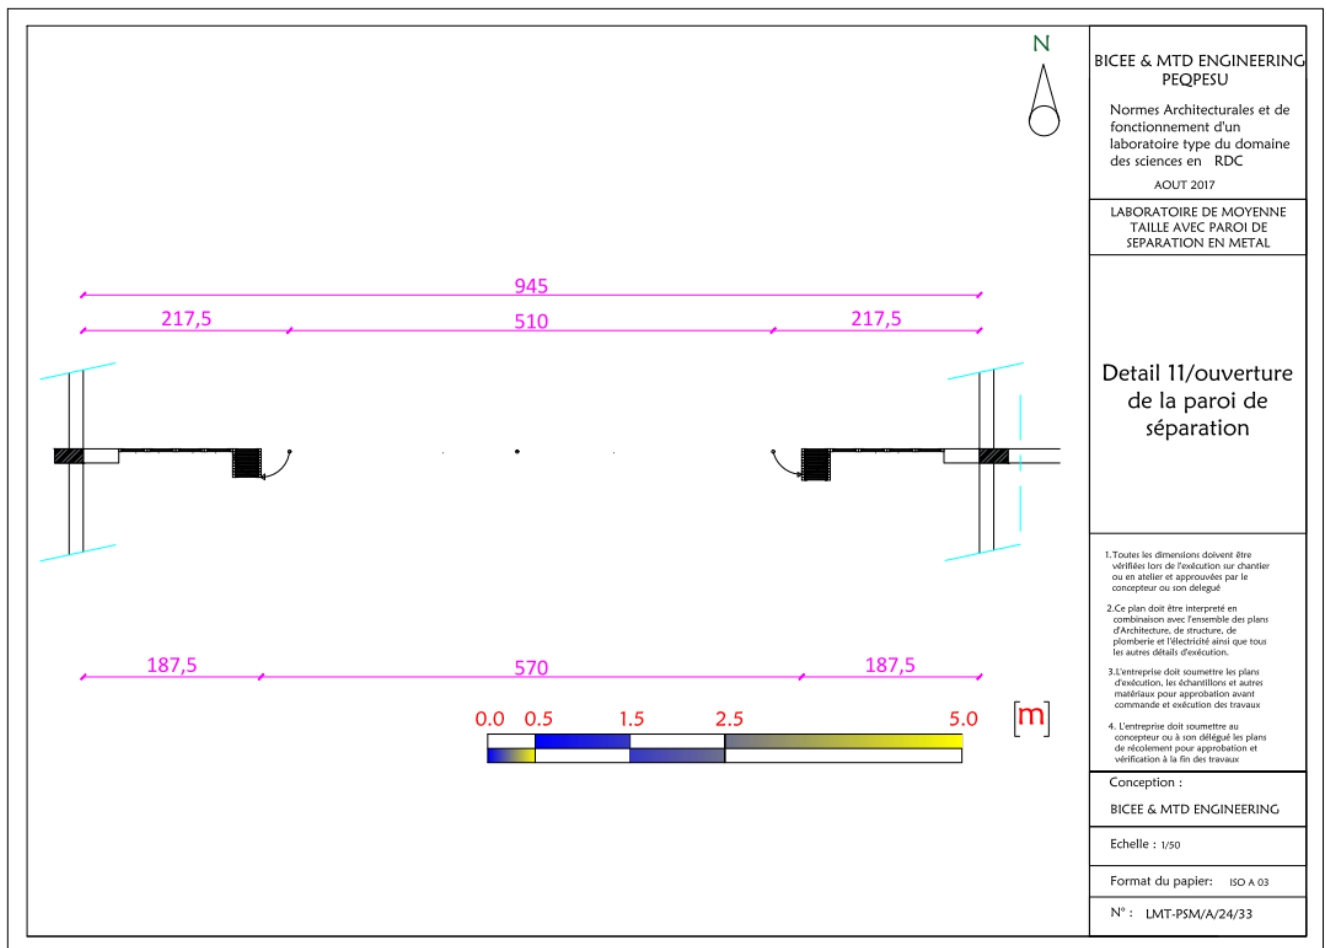 N
945
217,5
510
217,5
187,5
570
187,5
0.0 0.5 1.5 2.5 5.0 [m]
BICEE & MTD ENGINEERING
PEQPESU
Normes Architecturales et de
fonctionnement d'un
laboratoire type du domaine
des sciences en RDC
AOUT 2017
LABORATOIRE DE MOYENNE
TAILLE AVEC PAROI DE
SEPARATION EN METAL
Detail 11/ouverture
de la paroi de
séparation
1.Toutes les dimensions doivent être
vérifiées lors de l'exécution sur chantier
ou en atelier et approuvées par le
concepteur ou son delegué
2.Ce plan doit être interpreté en
combinaison avec l'ensemble des plans
d'Architecture, de structure, de
plomberie et l'électricité ainsi que tous
les autres détails d'exécution.
3.L'entreprise doit soumettre les plans
d'exécution, les échantillons et autres
matériaux pour approbation avant
commande et exécution des travaux
4. L'entreprise doit soumettre au
concepteur ou à son délégué les plans
de récolement pour approbation et
vérification à la fin des travaux
Conception :
BICEE & MTD ENGINEERING
Echelle : 1/50
Format du papier: ISO A 03
N° : LMT-PSM/A/24/33